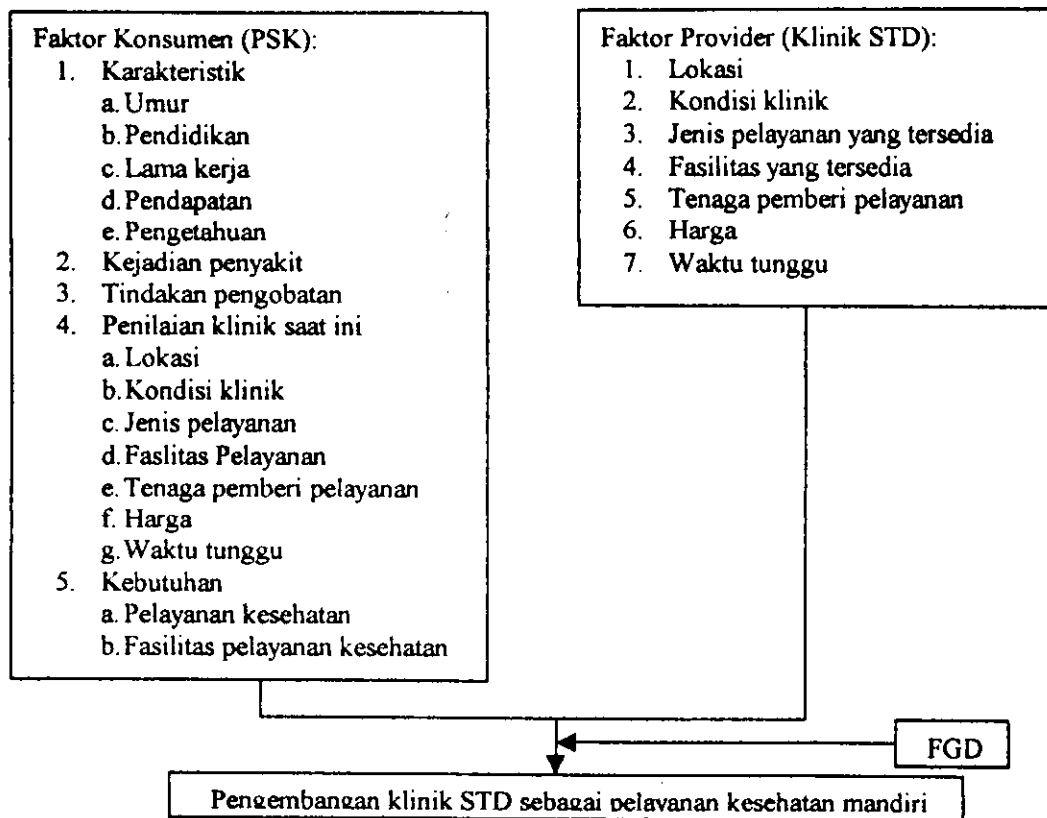 Faktor Konsumen (PSK):
1. Karakteristik
a. Umur
b. Pendidikan
c. Lama kerja
d. Pendapatan
e. Pengetahuan
2. Kejadian penyakit
3. Tindakan pengobatan
4. Penilaian klinik saat ini
a. Lokasi
b. Kondisi klinik
c. Jenis pelayanan
d. Faslitas Pelayanan
e. Tenaga pemberi pelayanan
f. Harga
g. Waktu tunggu
5. Kebutuhan
a. Pelayanan kesehatan
b. Fasilitas pelayanan kesehatan
Faktor Provider (Klinik STD):
1. Lokasi
2. Kondisi klinik
3. Jenis pelayanan yang tersedia
4. Fasilitas yang tersedia
5. Tenaga pemberi pelayanan
6. Harga
7. Waktu tunggu
FGD
Pengembangan klinik STD sebagai pelayanan kesehatan mandiri